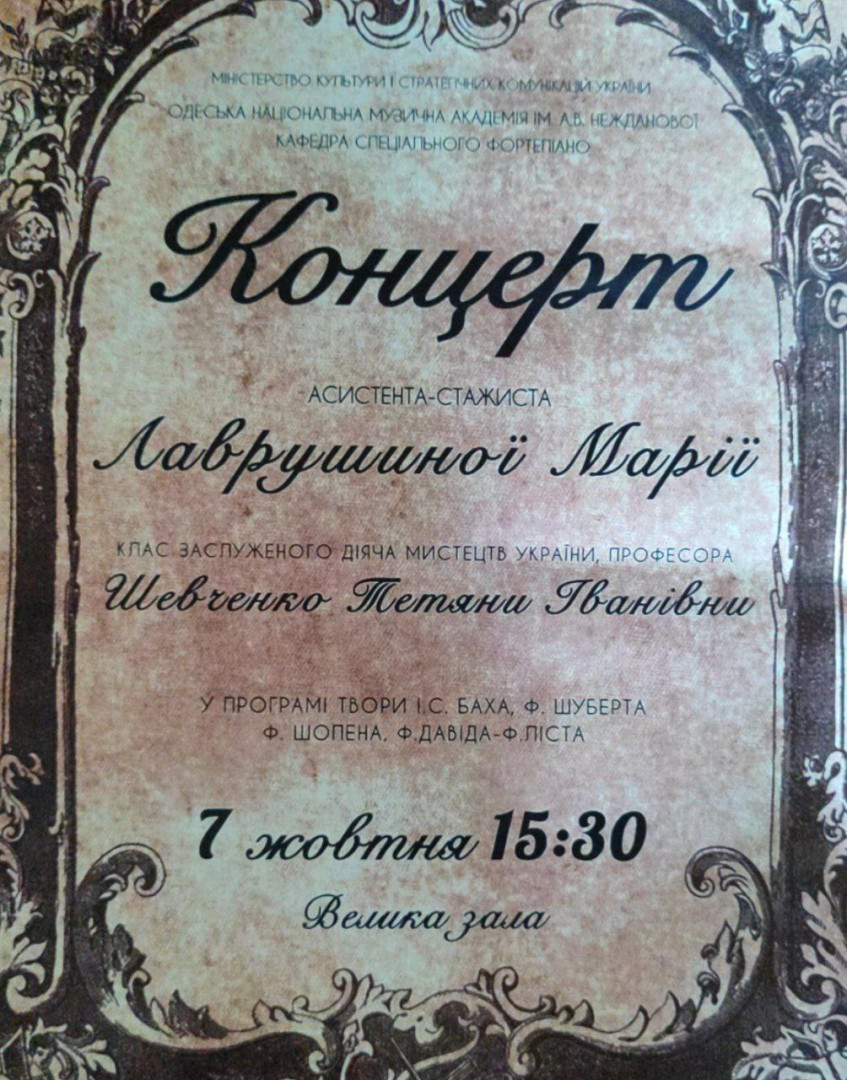 МІНІСТЕРСТВО КУЛЬТУРИ І СТРАТЕГІЧНИХ КОМУНІКАЦІЙ УКРАЇНИ
ОДЕСЬКА НАЦІОНАЛЬНА МУЗИЧНА АКАДЕМІЯ ІМ. А.В. НЕЖДАНОВОЇ
КАФЕДРА СПЕЦІАЛЬНОГО ФОРТЕПІАНО
Концерт
АСИСТЕНТА-СТАЖИСТА
Лаврушиної Марії
КЛАС ЗАСЛУЖЕНОГО ДІЯЧА МИСТЕЦТВ УКРАЇНИ, ПРОФЕСОРА
Шевченко Тетяни Іванівни
У ПРОГРАМІ ТВОРИ І.С. БАХА, Ф. ШУБЕРТА
Ф. ШОПЕНА, Ф.ДАВІДА-Ф.ЛІСТА
7 жовтня 15:30
Велика зала